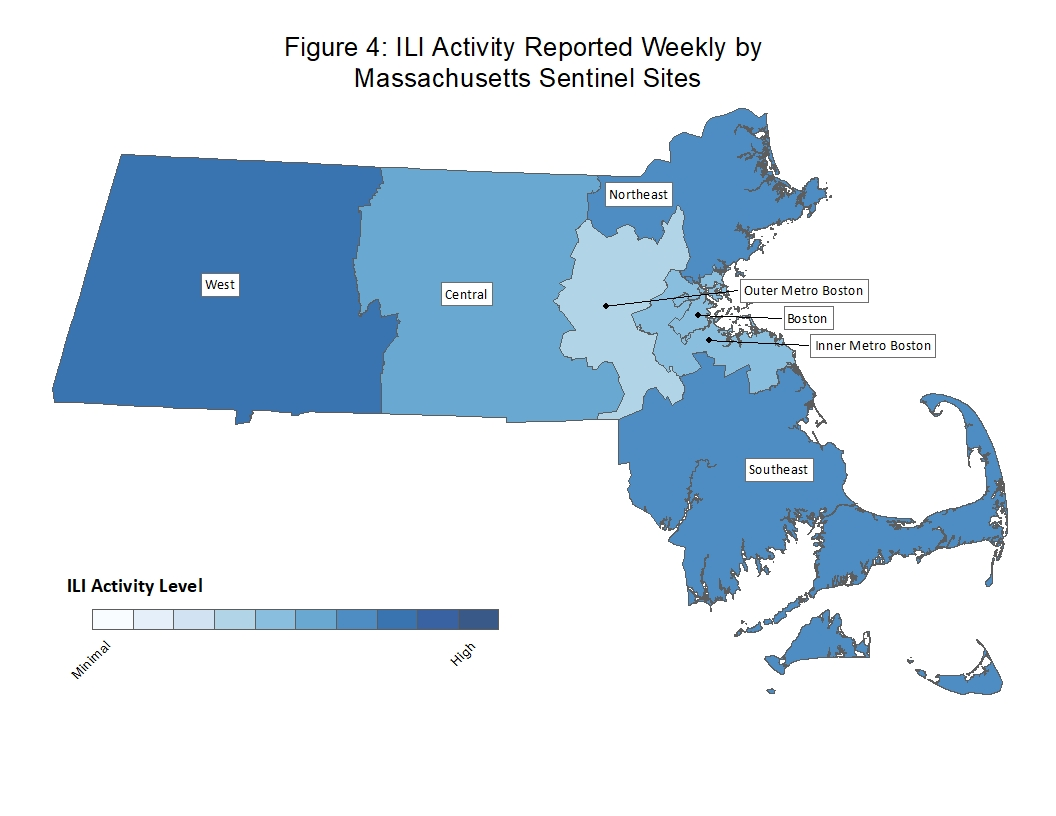 Figure 4: ILI Activity Reported Weekly by
Massachusetts Sentinel Sites
Northeast
West
Central
Outer Metro Boston
Boston
Inner Metro Boston
Southeast
ILI Activity Level
Minimal
High